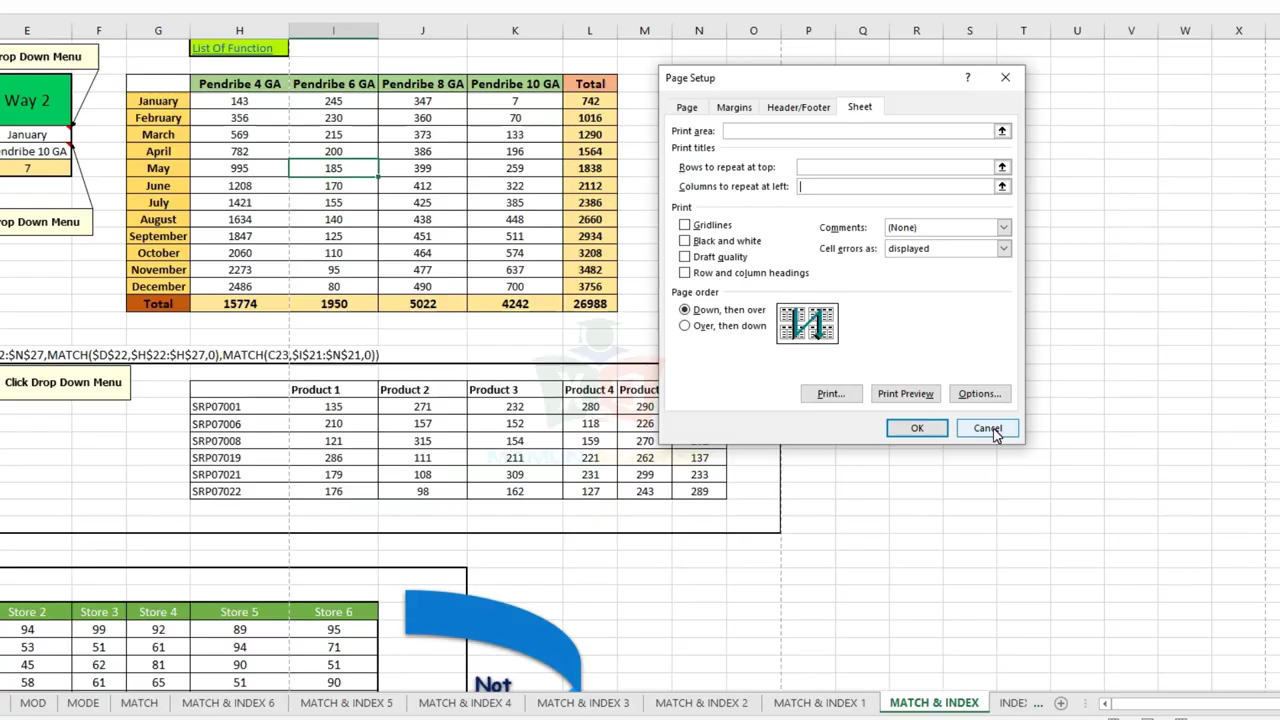 E F G H I J K L M N O P Q R S T U V W X
rop Down Menu
List Of Function
Way 2
January
endribe 10 GA
7
rop Down Menu
Pendribe 4 GA Pendribe 6 GA Pendribe 8 GA Pendribe 10 GA Total
January 143 245 347 7 742
February 356 230 360 70 1016
March 569 215 373 133 1290
April 782 200 386 196 1564
May 995 185 399 259 1838
June 1208 170 412 322 2112
July 1421 155 425 385 2386
August 1634 140 438 448 2660
September 1847 125 451 511 2934
October 2060 110 464 574 3208
November 2273 95 477 637 3482
December 2486 80 490 700 3756
Total 15774 1950 5022 4242 26988
2:$N$27,MATCH($D$22,$H$22:$H$27,0),MATCH(C23,$I$21:$N$21,0))
Click Drop Down Menu
Product 1 Product 2 Product 3 Product 4 Produc
SRP07001 135 271 232 280 290
SRP07006 210 157 152 118 226
SRP07008 121 315 154 159 270
SRP07019 286 111 211 221 262 137
SRP07021 179 108 309 231 299 233
SRP07022 176 98 162 127 243 289
Store 2 Store 3 Store 4 Store 5 Store 6
94 99 92 89 95
53 51 61 94 71
45 62 81 90 51
58 61 65 51 90
Not
Page Setup ?
Page Margins Header/Footer Sheet
Print area:
Print titles
Rows to repeat at top:
Columns to repeat at left:
Print
Gridlines
Black and white
Draft quality
Row and column headings
Comments: (None)
Cell errors as: displayed
Page order
Down, then over
Over, then down
Print... Print Preview Options...
OK Cancel
MOD MODE MATCH MATCH & INDEX 6 MATCH & INDEX 5 MATCH & INDEX 4 MATCH & INDEX 3 MATCH & INDEX 2 MATCH & INDEX 1 MATCH & INDEX INDE) ...